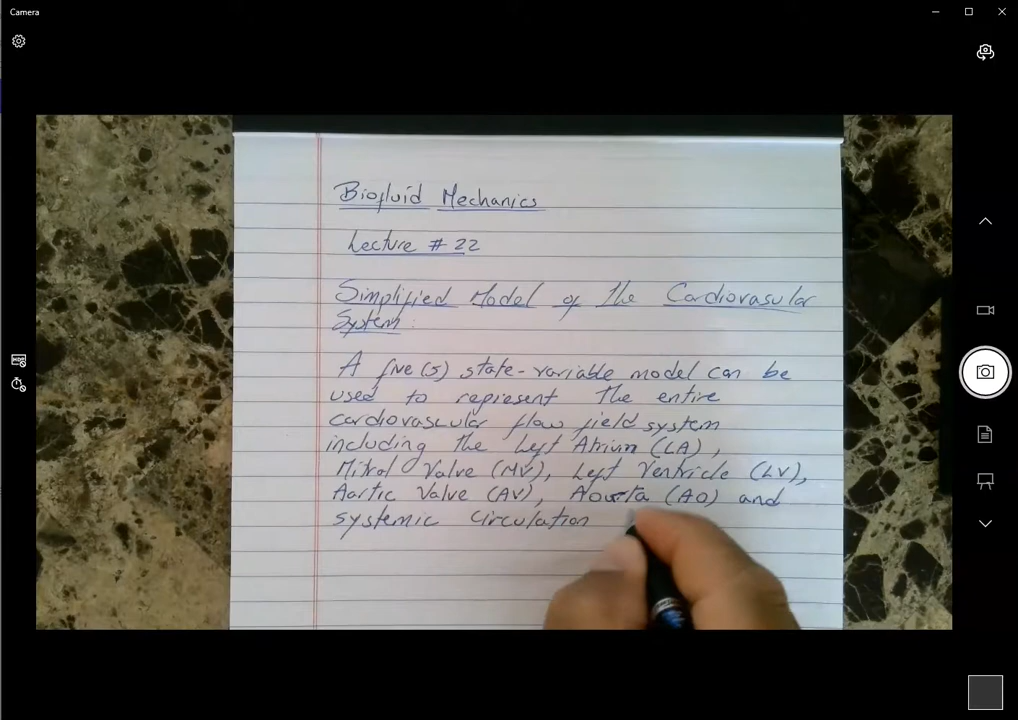 Camera
Biofluid Mechanics
Lecture # 22
Simplified Model of the Cardiovasular
System.
A five (5) state-variable model can be
used to represent the entire
cardiovascular flow field system
including the Left Atrium (LA),
Mitral Valve (MV), Left Ventricle (LV),
Aartic Valve (AV), Aourta (AO) and
systemic Circulation